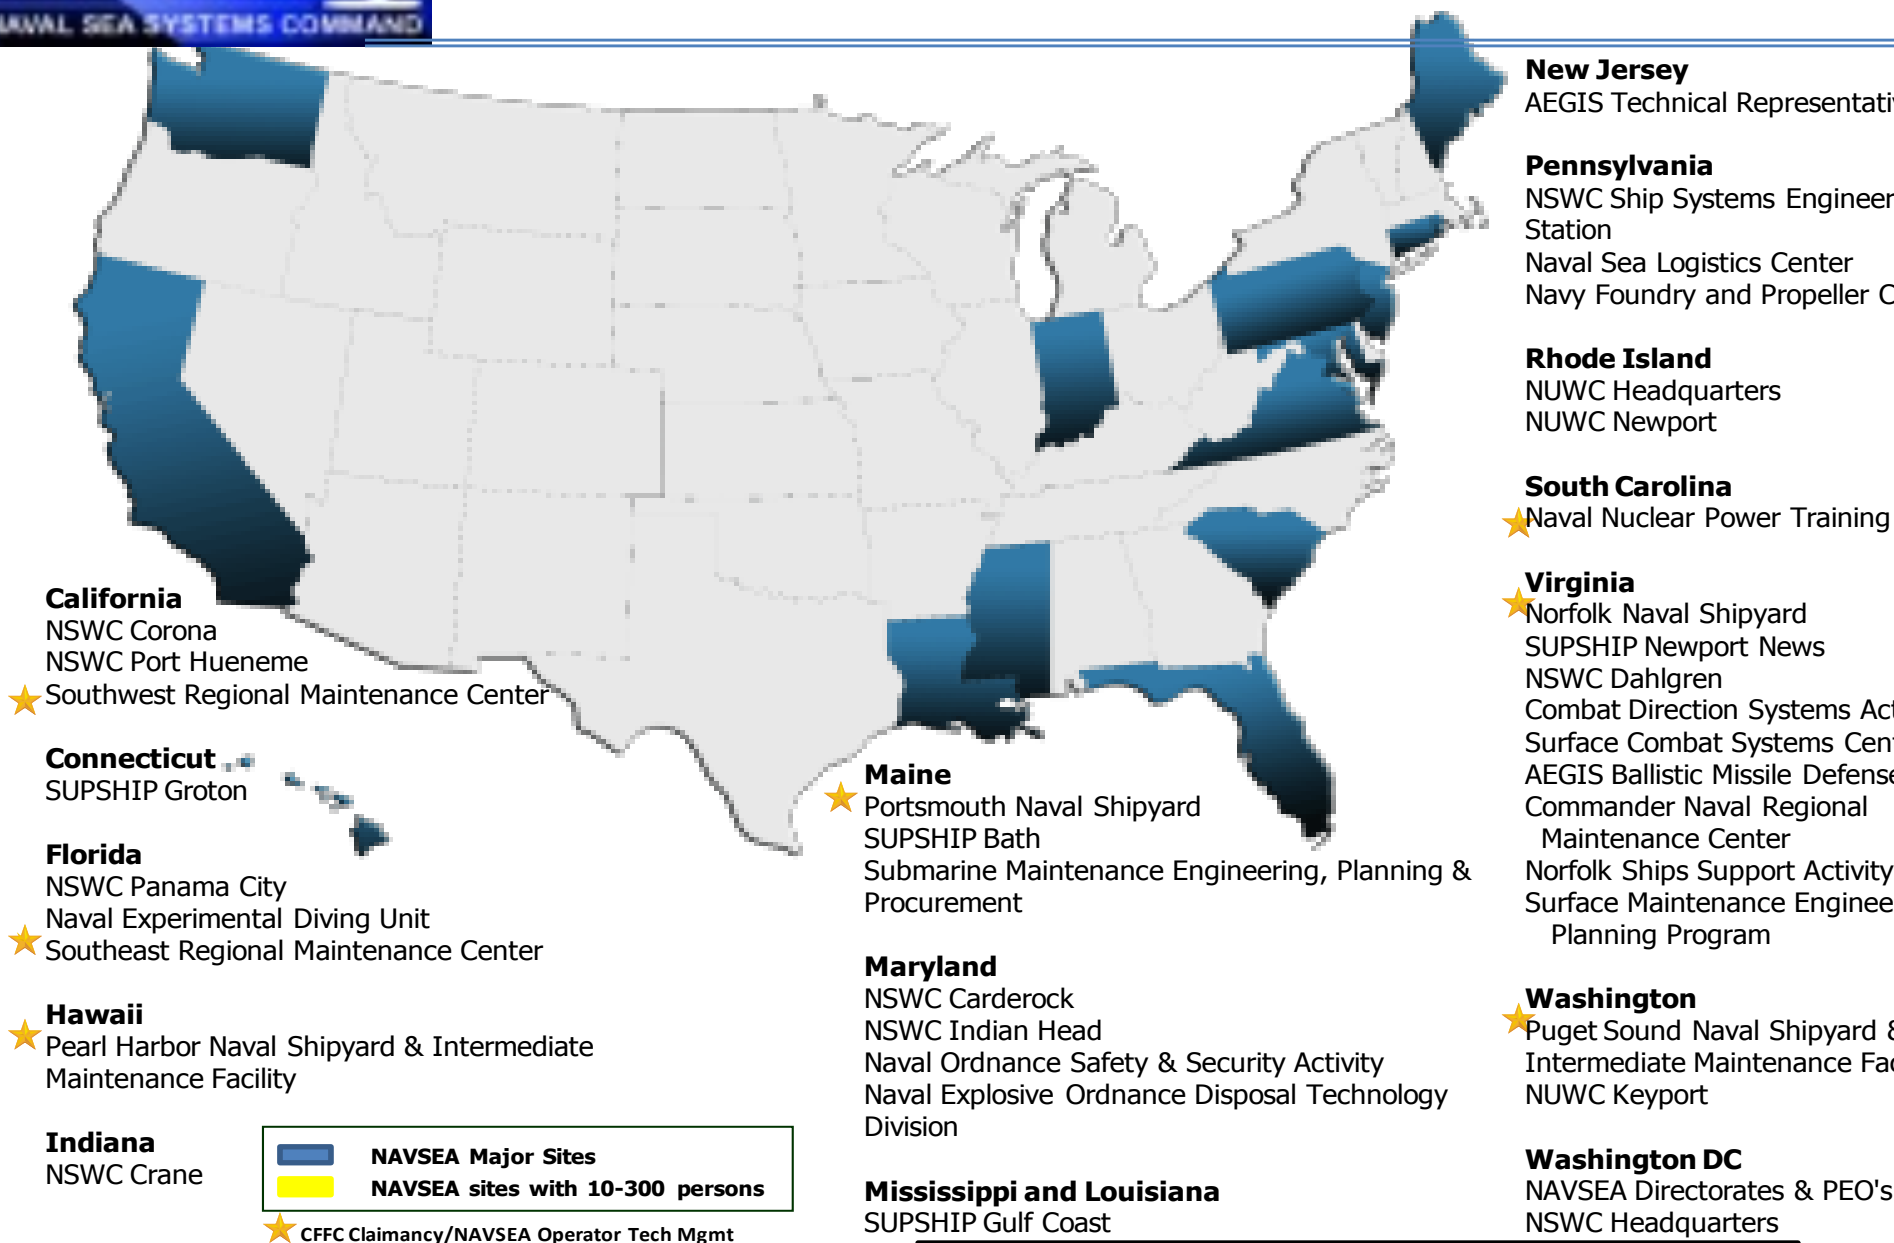 NAVAL SEA SYSTEMS COMMAND
California
NSWC Corona
NSWC Port Hueneme
Southwest Regional Maintenance Center
Connecticut
SUPSHIP Groton
Florida
NSWC Panama City
Naval Experimental Diving Unit
Southeast Regional Maintenance Center
Hawaii
Pearl Harbor Naval Shipyard & Intermediate
Maintenance Facility
Indiana
NSWC Crane
NAVSEA Major Sites
NAVSEA sites with 10-300 persons
CFFC Claimancy/NAVSEA Operator Tech Mgmt
Maine
Portsmouth Naval Shipyard
SUPSHIP Bath
Submarine Maintenance Engineering, Planning &
Procurement
Maryland
NSWC Carderock
NSWC Indian Head
Naval Ordnance Safety & Security Activity
Naval Explosive Ordnance Disposal Technology
Division
Mississippi and Louisiana
SUPSHIP Gulf Coast
New Jersey
AEGIS Technical
Pennsylvania
NSWC Ship Systems
Station
Naval Sea Logistics Center
Navy Foundry and Propeller
Rhode Island
NUWC Headquarters
NUWC Newport
South Carolina
Naval Nuclear Power Training
Virginia
Norfolk Naval Shipyard
SUPSHIP Newport News
NSWC Dahlgren
Combat Direction Systems
Surface Combat Systems
AEGIS Ballistic Missile Defense
Commander Naval Regional
Maintenance Center
Norfolk Ships Support Activity
Surface Maintenance
Planning Program
Washington
Puget Sound Naval Shipyard &
Intermediate Maintenance
NUWC Keyport
Washington DC
NAVSEA Directorates & PEO's
NSWC Headquarters